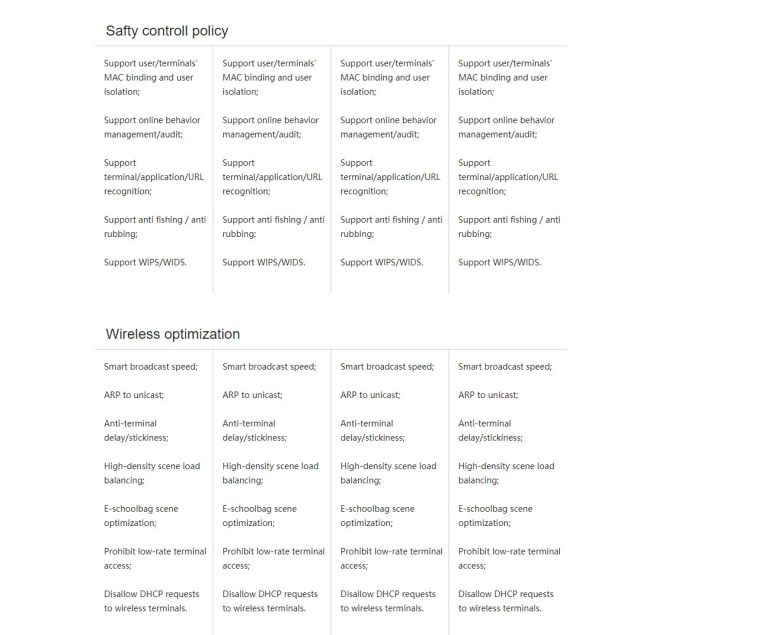 Safty controll policy
Support user/terminals' MAC binding and user isolation;
Support online behavior management/audit;
Support terminal/application/URL recognition;
Support anti fishing / anti rubbing;
Support WIPS/WIDS.
Support user/terminals' MAC binding and user isolation;
Support online behavior management/audit;
Support terminal/application/URL recognition;
Support anti fishing / anti rubbing;
Support WIPS/WIDS.
Support user/terminals' MAC binding and user isolation;
Support online behavior management/audit;
Support terminal/application/URL recognition;
Support anti fishing / anti rubbing;
Support WIPS/WIDS.
Support user/terminals' MAC binding and user isolation;
Support online behavior management/audit;
Support terminal/application/URL recognition;
Support anti fishing / anti rubbing;
Support WIPS/WIDS.
Wireless optimization
Smart broadcast speed;
ARP to unicast;
Anti-terminal delay/stickiness;
High-density scene load balancing;
E-schoolbag scene optimization;
Prohibit low-rate terminal access;
Disallow DHCP requests to wireless terminals.
Smart broadcast speed;
ARP to unicast;
Anti-terminal delay/stickiness;
High-density scene load balancing;
E-schoolbag scene optimization;
Prohibit low-rate terminal access;
Disallow DHCP requests to wireless terminals.
Smart broadcast speed;
ARP to unicast;
Anti-terminal delay/stickiness;
High-density scene load balancing;
E-schoolbag scene optimization;
Prohibit low-rate terminal access;
Disallow DHCP requests to wireless terminals.
Smart broadcast speed;
ARP to unicast;
Anti-terminal delay/stickiness;
High-density scene load balancing;
E-schoolbag scene optimization;
Prohibit low-rate terminal access;
Disallow DHCP requests to wireless terminals.